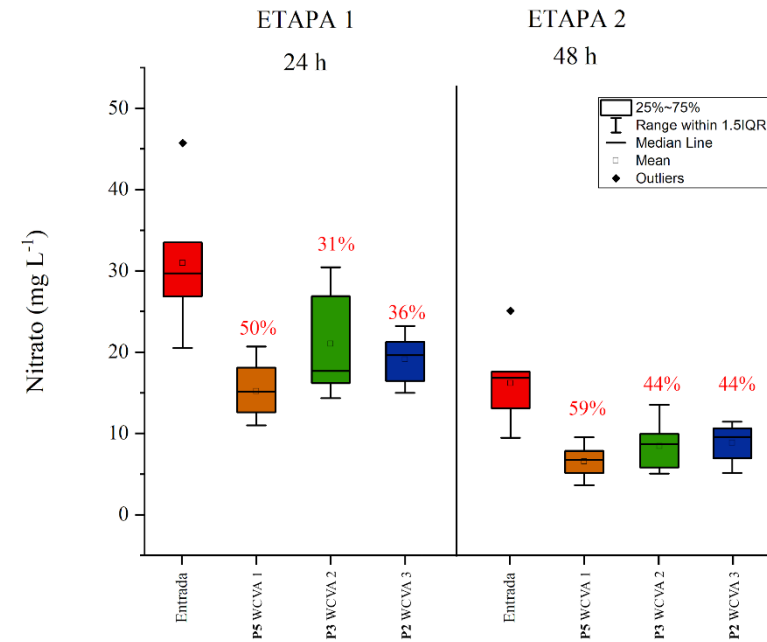 ETAPA 1
24 h
ETAPA 2
48 h
Nitrato (mg L⁻¹)
50
40
30
20
10
0
25%~75%
Range within 1.5IQR
Median Line
Mean
Outliers
50%
31%
36%
59%
44%
44%
Entrada
P5 WCVA 1
P3 WCVA 2
P2 WCVA 3
Entrada
P5 WCVA 1
P3 WCVA 2
P2 WCVA 3